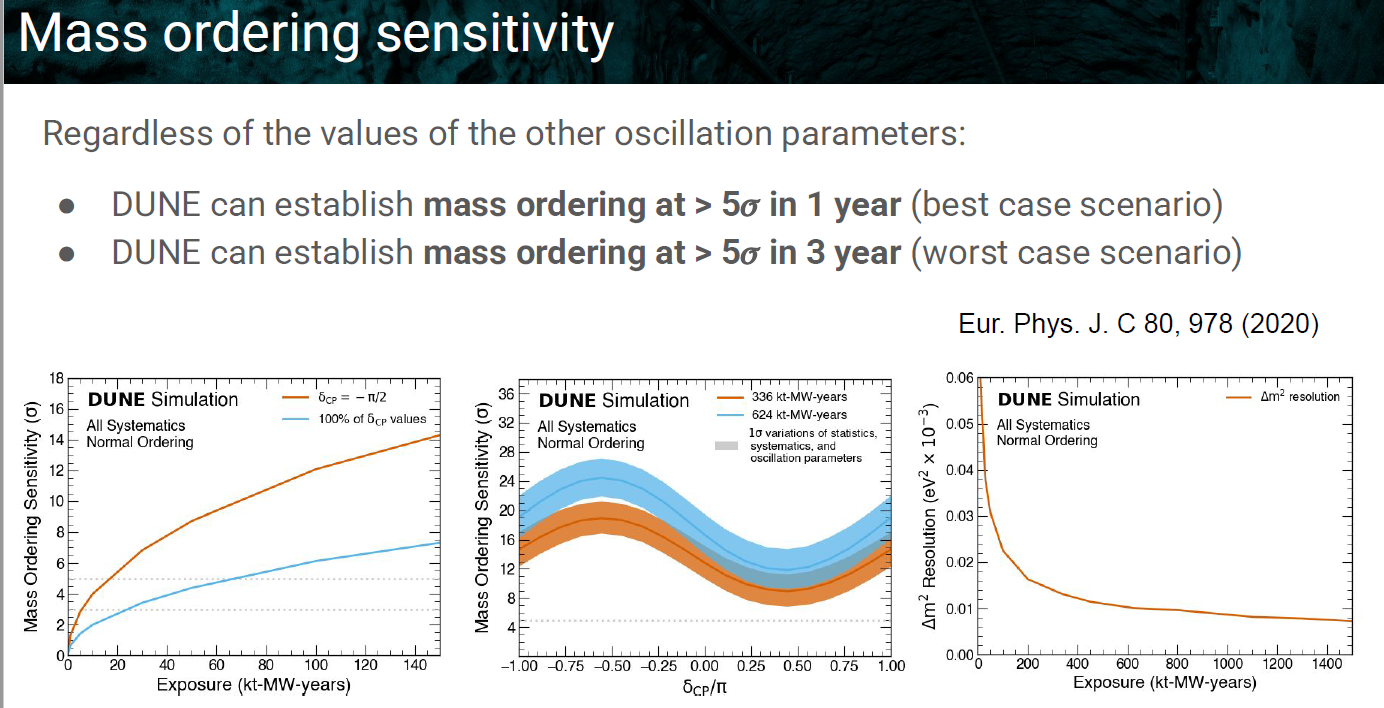 Mass ordering sensitivity
Regardless of the values of the other oscillation parameters:
● DUNE can establish mass ordering at > 5σ in 1 year (best case scenario)
● DUNE can establish mass ordering at > 5σ in 3 year (worst case scenario)
Eur. Phys. J. C 80, 978 (2020)
Mass Ordering Sensitivity (σ)
18
16
14
12
10
8
6
4
2
0
DUNE Simulation
All Systematics
Normal Ordering
δCP = −π/2
100% of δCP values
0 20 40 60 80 100 120 140
Exposure (kt-MW-years)
Mass Ordering Sensitivity (σ)
36
32
28
24
20
16
12
8
4
DUNE Simulation
All Systematics
Normal Ordering
336 kt-MW-years
624 kt-MW-years
1σ variations of statistics,
systematics, and
oscillation parameters
−1.00 −0.75 −0.50 −0.25 0.00 0.25 0.50 0.75 1.00
δCP/π
Δm² Resolution (eV² × 10⁻³)
0.06
0.05
0.04
0.03
0.02
0.01
0.00
DUNE Simulation
All Systematics
Normal Ordering
Δm² resolution
0 200 400 600 800 1000 1200 1400
Exposure (kt-MW-years)